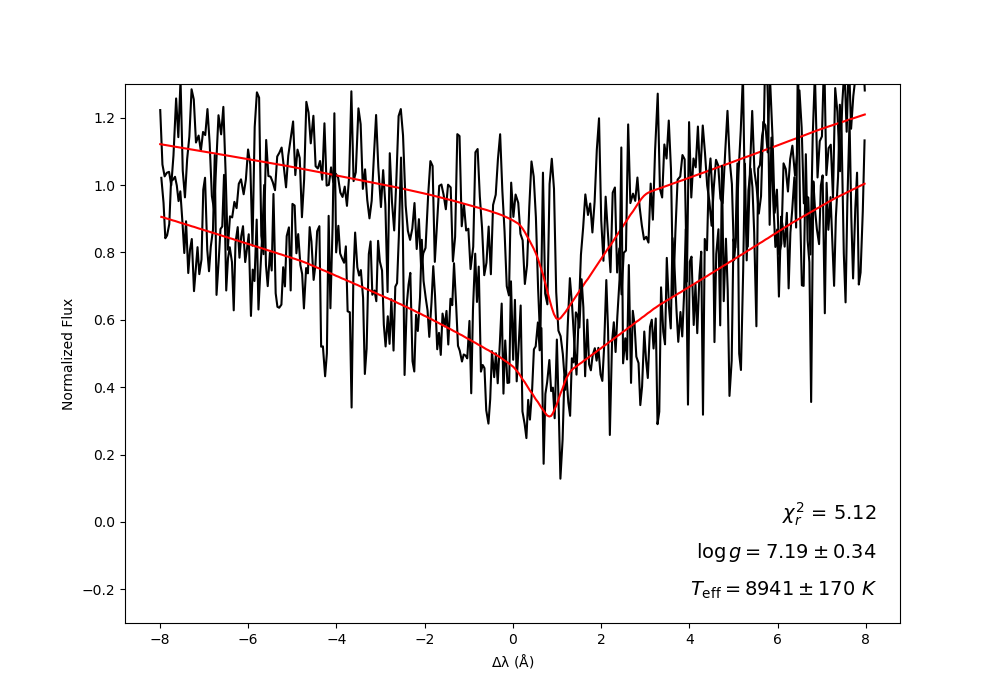 1.2
1.0
0.8
0.6
0.4
0.2
0.0
−0.2
Normalized Flux
χ²ᵣ = 5.12
log g = 7.19 ± 0.34
T_eff = 8941 ± 170 K
−8 −6 −4 −2 0 2 4 6 8
Δλ (Å)